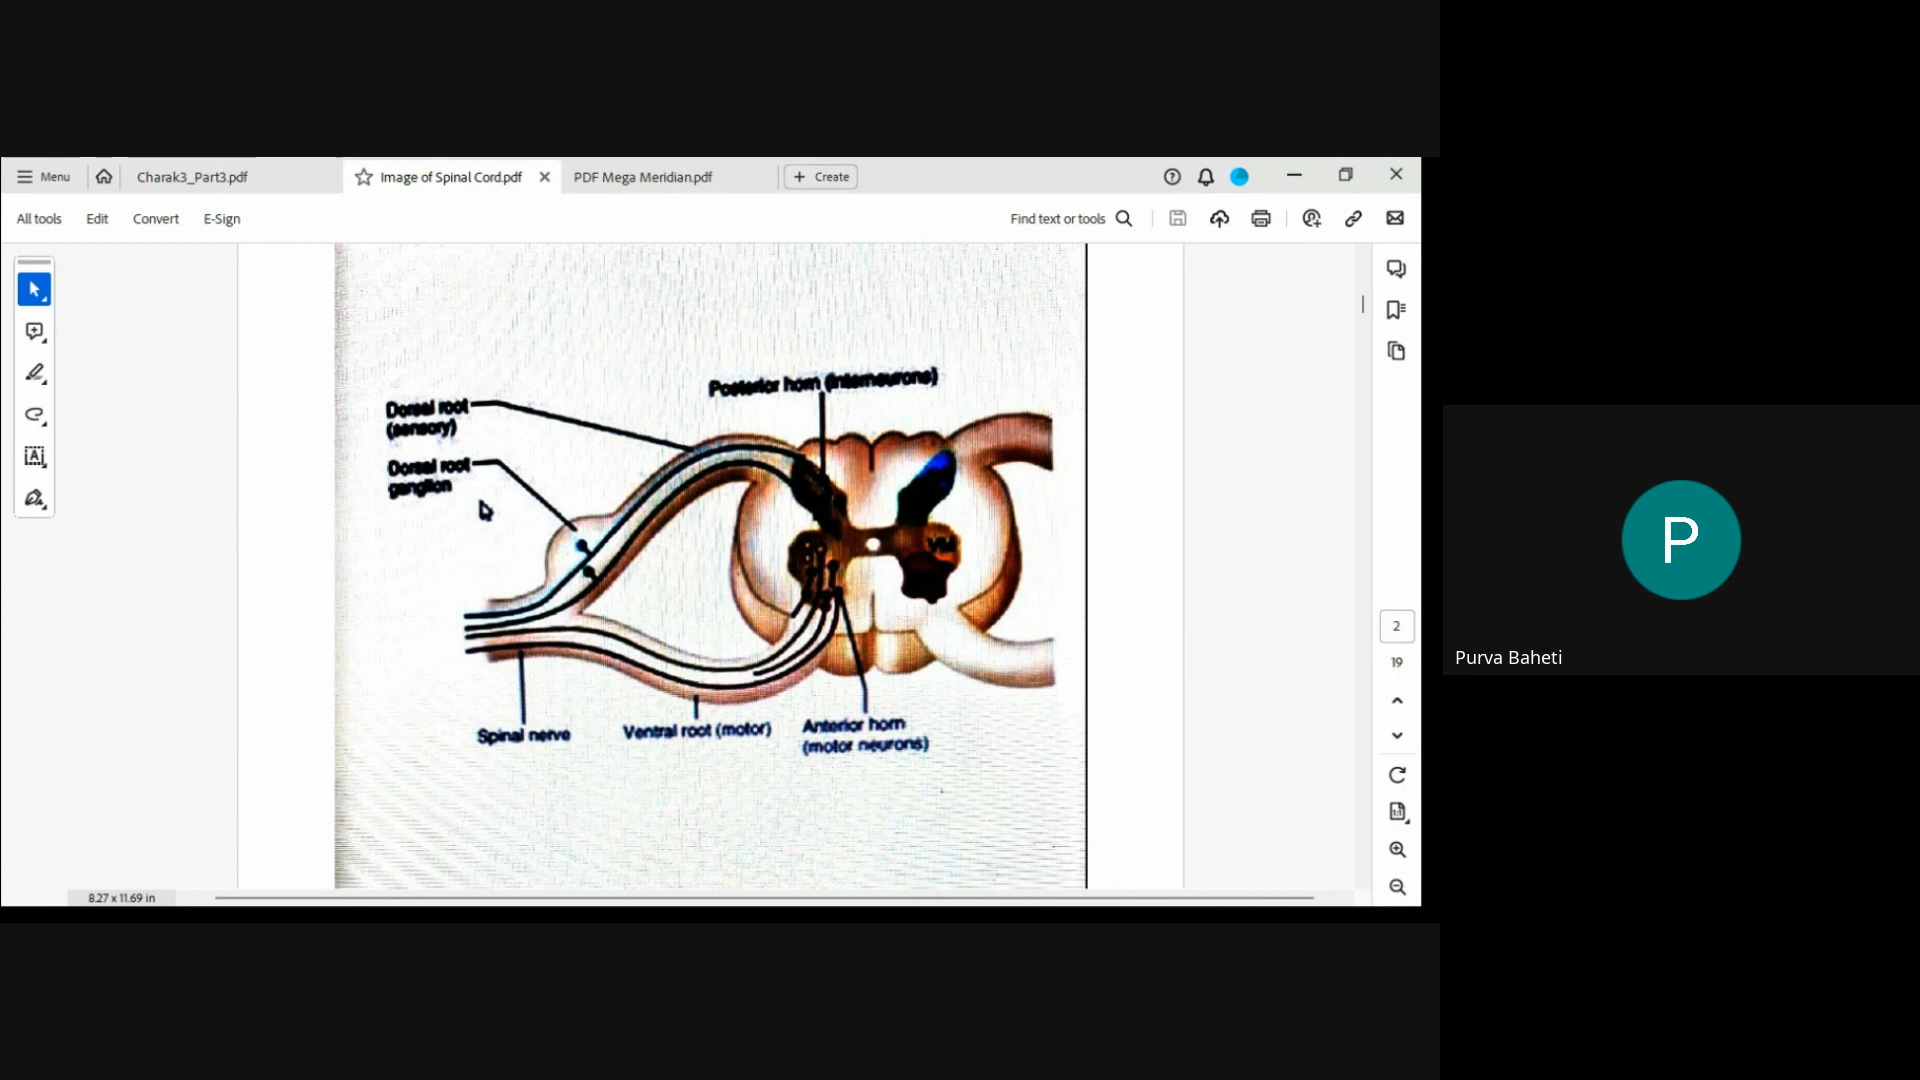 Menu
Charak3_Part3.pdf
Image of Spinal Cord.pdf
PDF Mega Meridian.pdf
+ Create
All tools
Edit
Convert
E-Sign
Find text or tools
Posterior horn (interneurons)
Dorsal root
(sensory)
Dorsal root
ganglion
Spinal nerve
Ventral root (motor)
Anterior horn
(motor neurons)
2
19
8.27 x 11.69 in
P
Purva Baheti